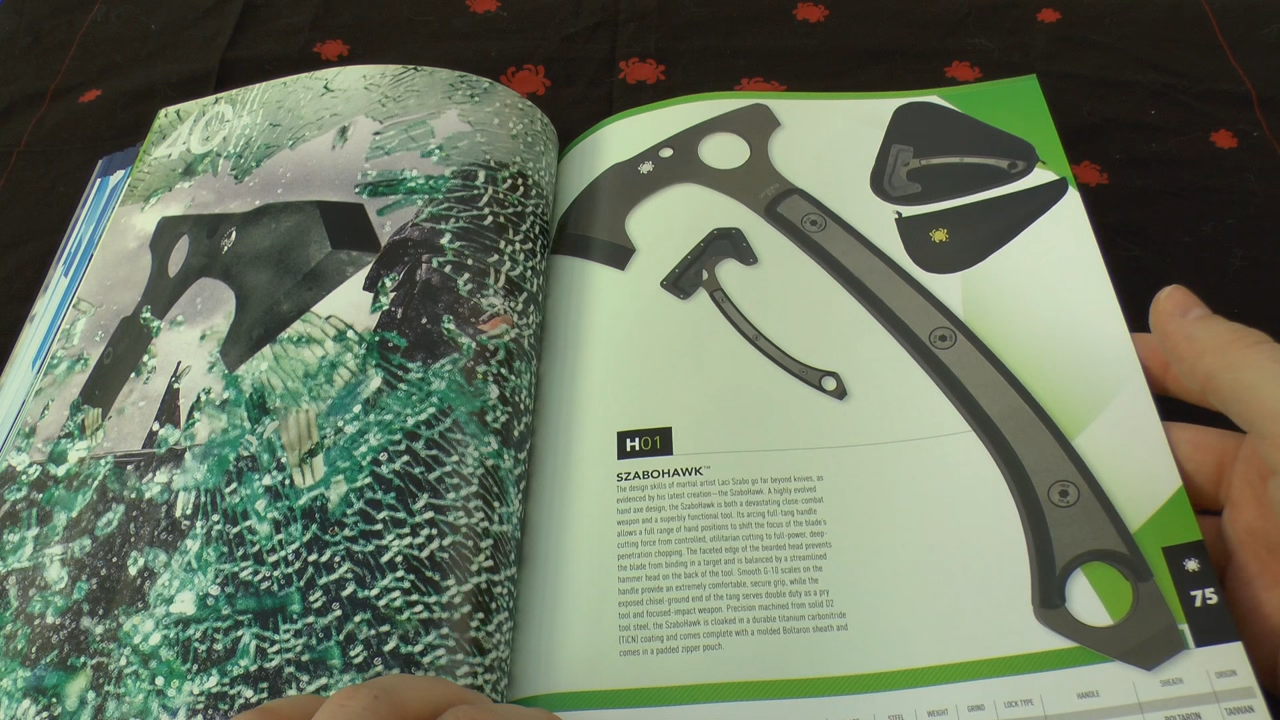 H01
SZABOHAWK™
The design skills of martial artist Laci Szabo go far beyond knives, as
evidenced by his latest creation—the SzaboHawk. A highly evolved
hand axe design, the SzaboHawk is both a devastating close-combat
weapon and a superbly functional tool. Its arcing full-tang handle
allows a full range of hand positions to shift the focus of the blade's
cutting force from controlled, utilitarian cutting to full-power, deep-
penetration chopping. The faceted edge of the bearded head prevents
the blade from binding in a target and is balanced by a streamlined
hammer head on the back of the tool. Smooth G-10 scales on the
handle provide an extremely comfortable, secure grip, while the
exposed chisel-ground end of the tang serves double duty as a pry
tool and focused-impact weapon. Precision machined from solid D2
tool steel, the SzaboHawk is cloaked in a durable titanium carbonitride
(TiCN) coating and comes complete with a molded Boltaron sheath and
comes in a padded zipper pouch.
75
STEEL WEIGHT GRIND LOCK TYPE HANDLE SHEATH ORIGIN
BOLTARON TAIWAN